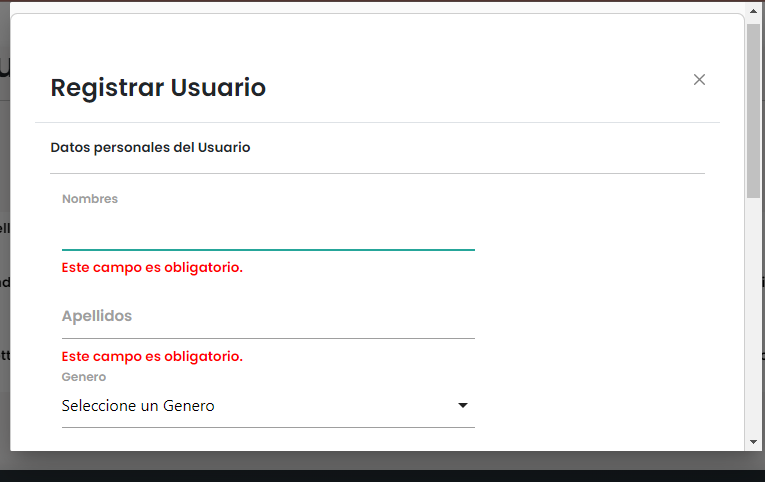 Registrar Usuario
Datos personales del Usuario
Nombres
Este campo es obligatorio.
Apellidos
Este campo es obligatorio.
Genero
Seleccione un Genero